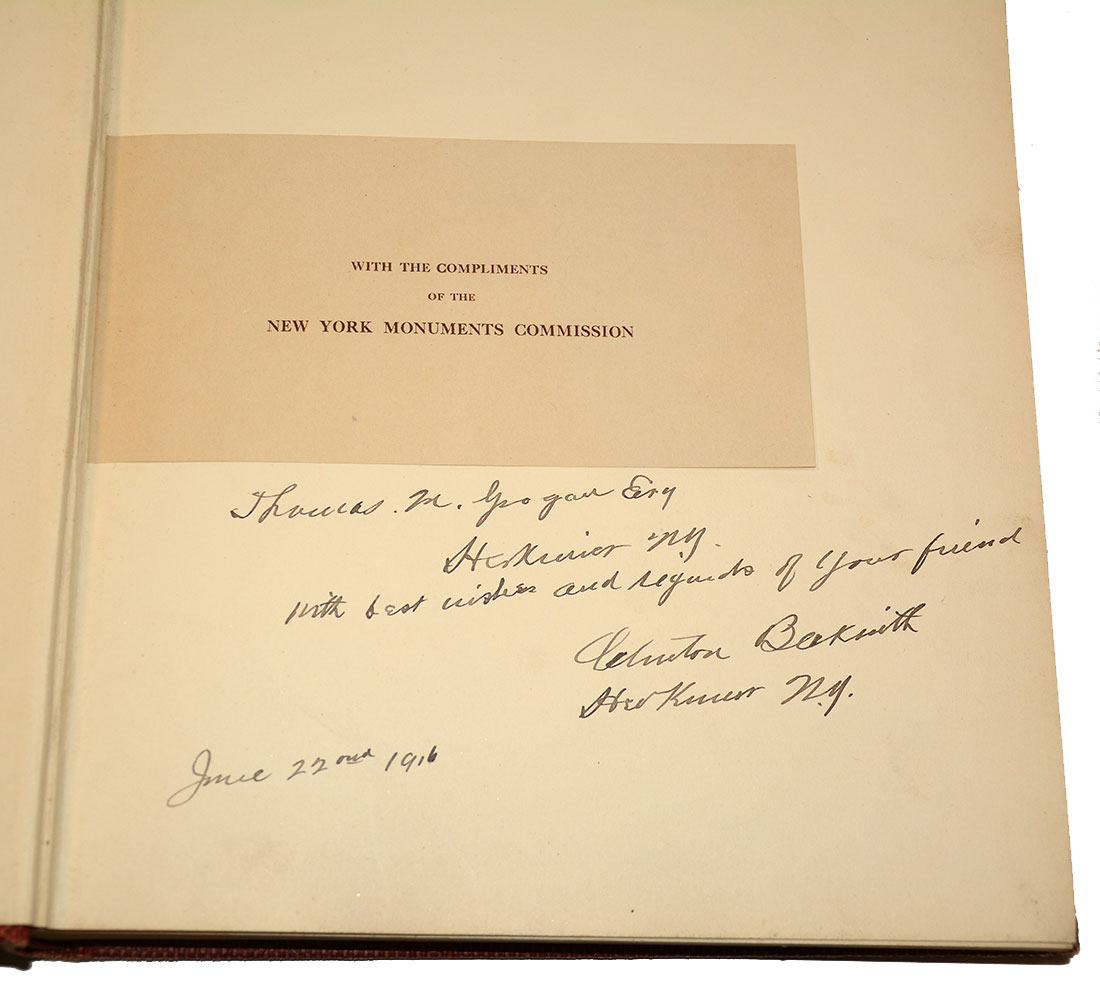 WITH THE COMPLIMENTS
OF THE
NEW YORK MONUMENTS COMMISSION
Thomas. M. Grogan Esq
Herkimer N.Y.
With best wishes and regards of Your friend
Clinton Beckwith
Herkimer N.Y.
June 22nd 1916